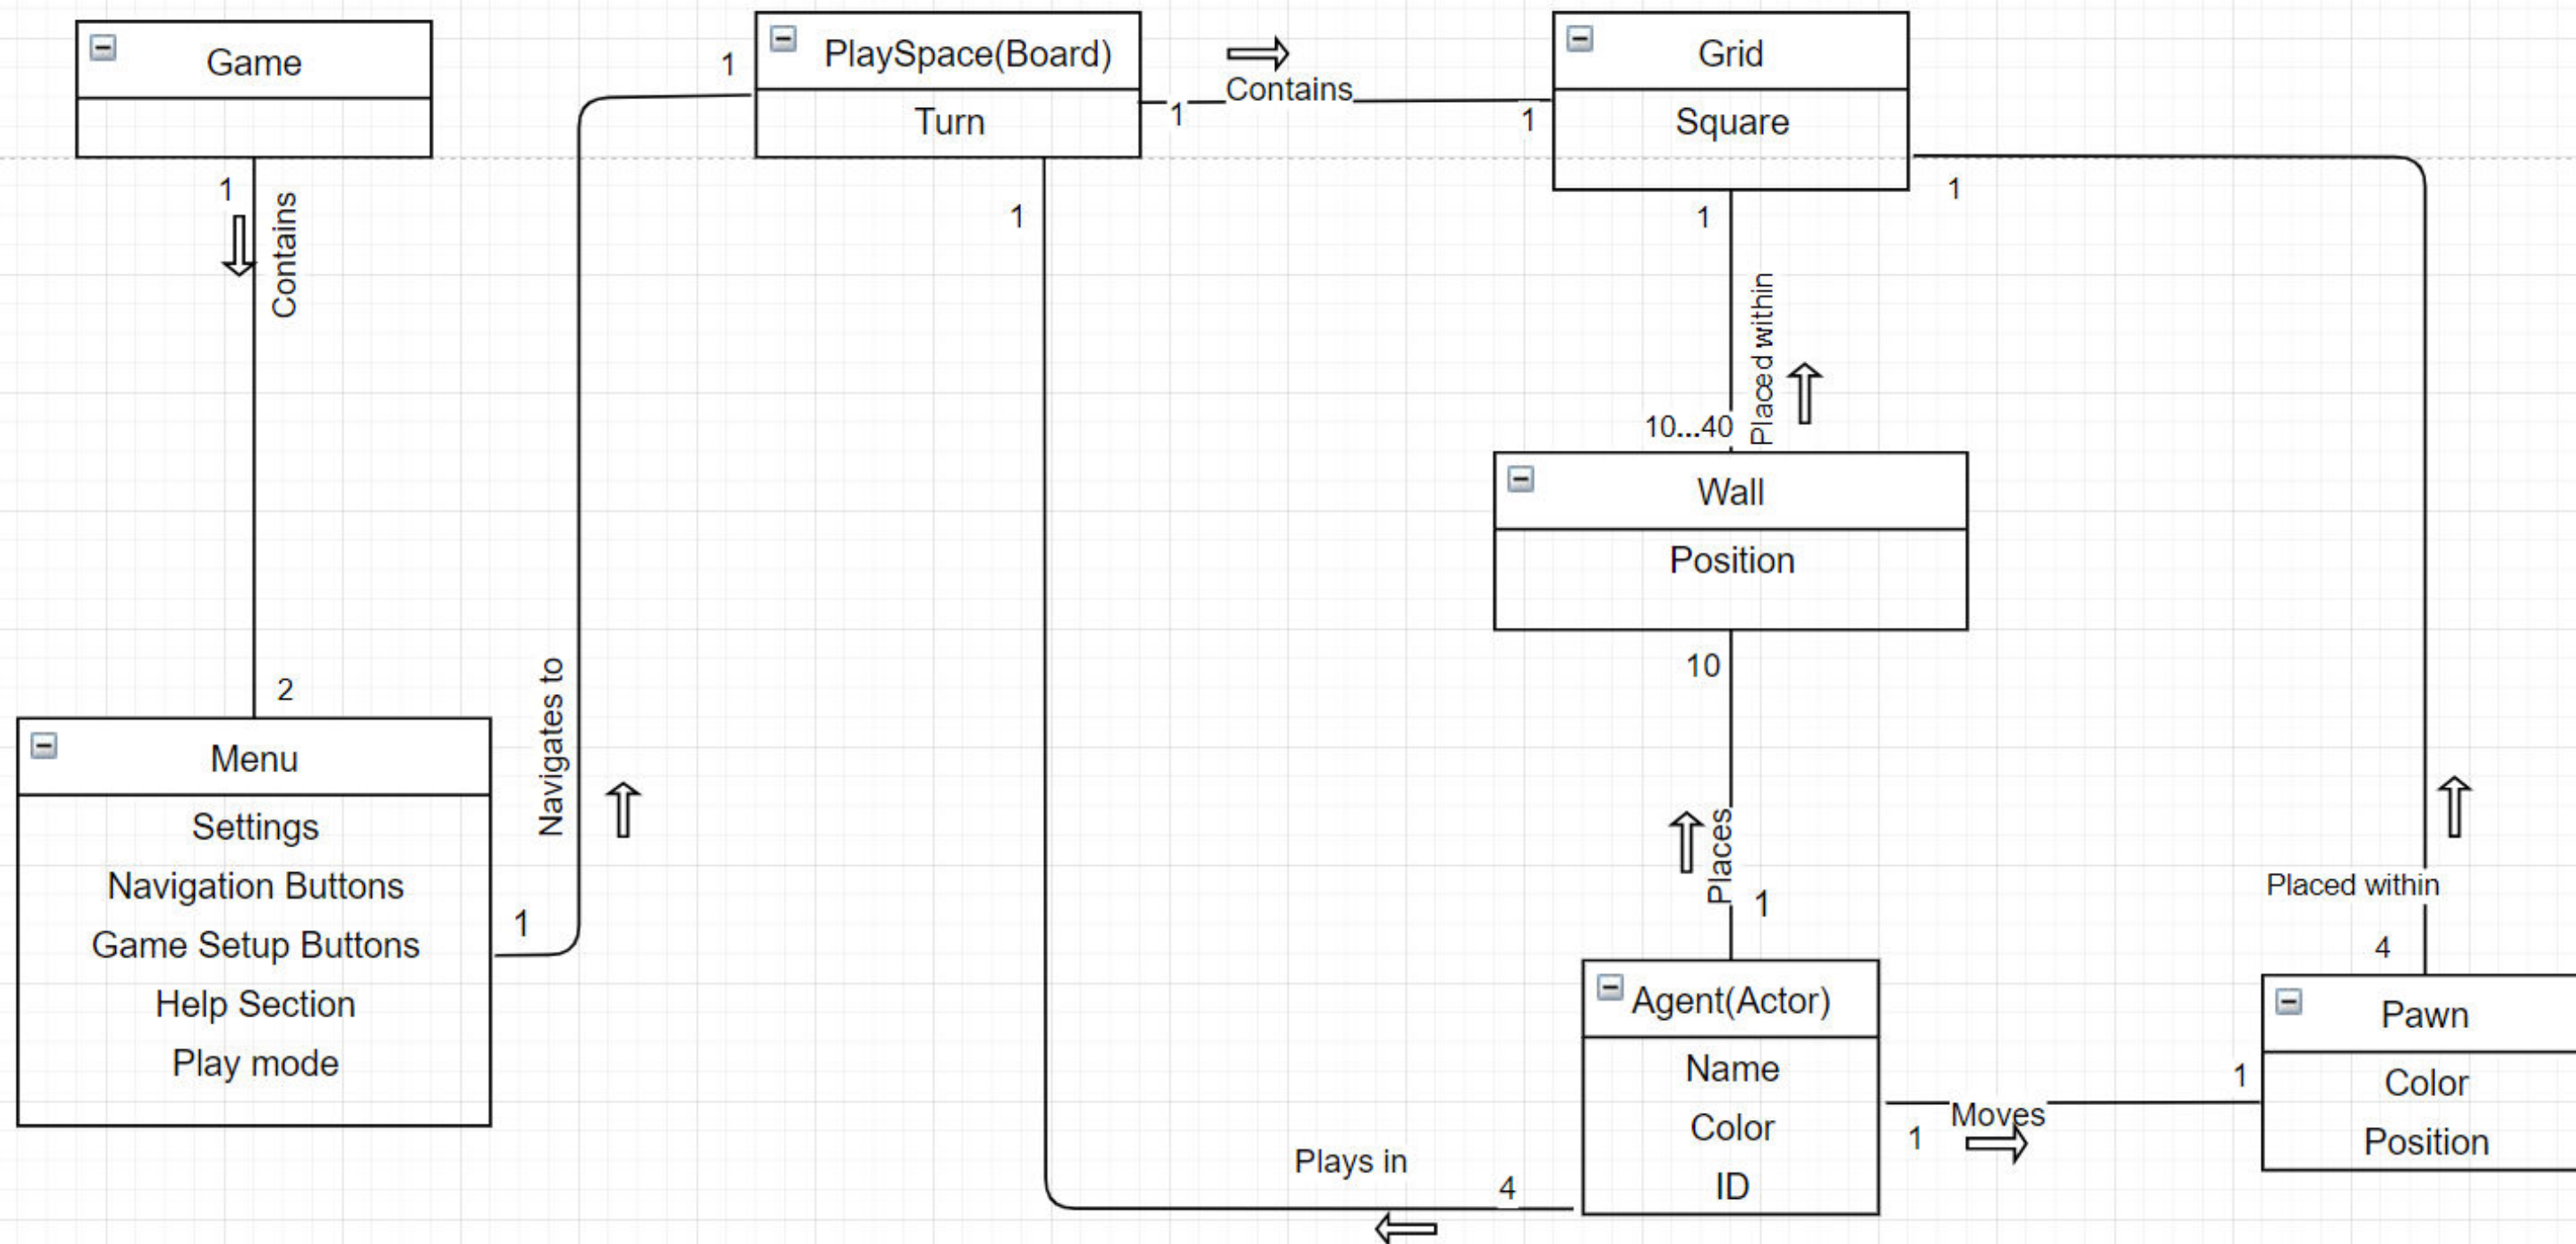 Game
1
Contains
2
Menu
Settings
Navigation Buttons
Game Setup Buttons
Help Section
Play mode
1
Navigates to
1
PlaySpace(Board)
Turn
1
Contains
1
Grid
Square
1
1
Placed within
10...40
Wall
Position
10
Places
1
Agent(Actor)
Name
Color
ID
1
Plays in
4
1
Moves
1
Placed within
4
Pawn
Color
Position